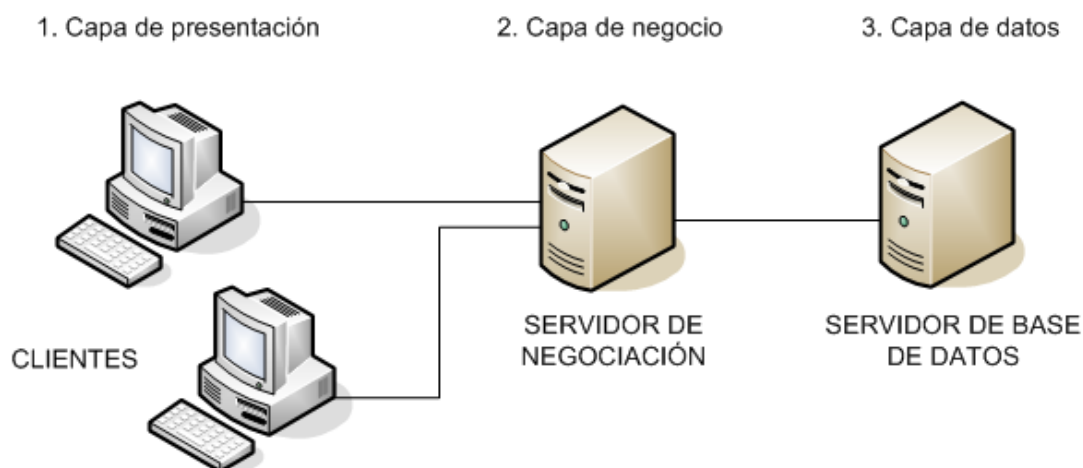 1. Capa de presentación
2. Capa de negocio
3. Capa de datos
CLIENTES
SERVIDOR DE
NEGOCIACIÓN
SERVIDOR DE BASE
DE DATOS